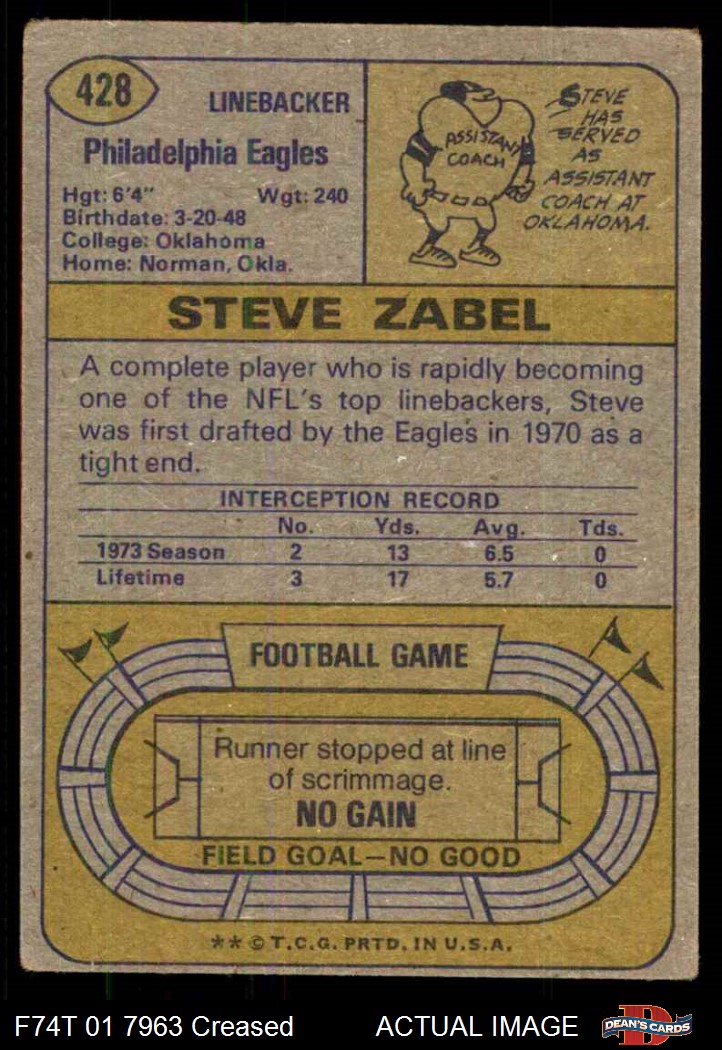 428
LINEBACKER
Philadelphia Eagles
Hgt: 6'4" Wgt: 240
Birthdate: 3-20-48
College: Oklahoma
Home: Norman, Okla.
ASSISTANT
COACH
STEVE
HAS
SERVED
AS
ASSISTANT
COACH AT
OKLAHOMA.
STEVE ZABEL
A complete player who is rapidly becoming
one of the NFL's top linebackers, Steve
was first drafted by the Eagles in 1970 as a
tight end.
INTERCEPTION RECORD
No. Yds. Avg. Tds.
1973 Season 2 13 6.5 0
Lifetime 3 17 5.7 0
FOOTBALL GAME
Runner stopped at line
of scrimmage.
NO GAIN
FIELD GOAL—NO GOOD
** © T.C.G. PRTD. IN U.S.A.
F74T 01 7963 Creased ACTUAL IMAGE
DEAN'S CARDS